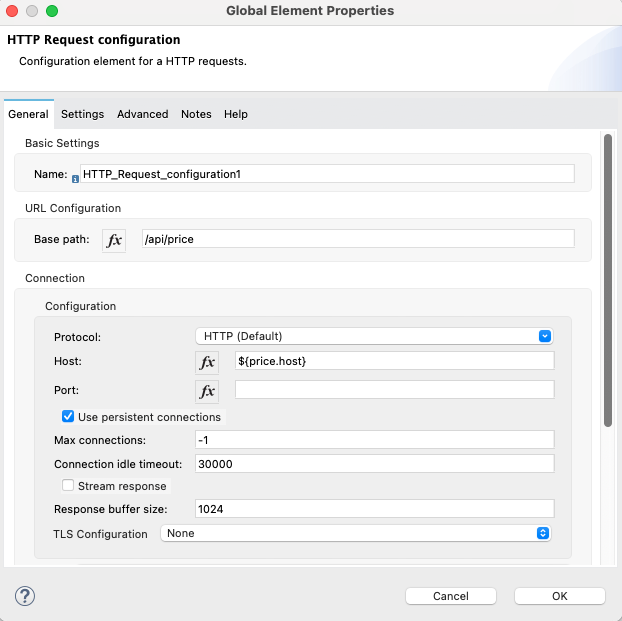 Global Element Properties
HTTP Request configuration
Configuration element for a HTTP requests.
General Settings Advanced Notes Help
Basic Settings
Name: HTTP_Request_configuration1
URL Configuration
Base path: fx /api/price
Connection
Configuration
Protocol: HTTP (Default)
Host: fx ${price.host}
Port: fx
Use persistent connections
Max connections: -1
Connection idle timeout: 30000
Stream response
Response buffer size: 1024
TLS Configuration None
? Cancel OK